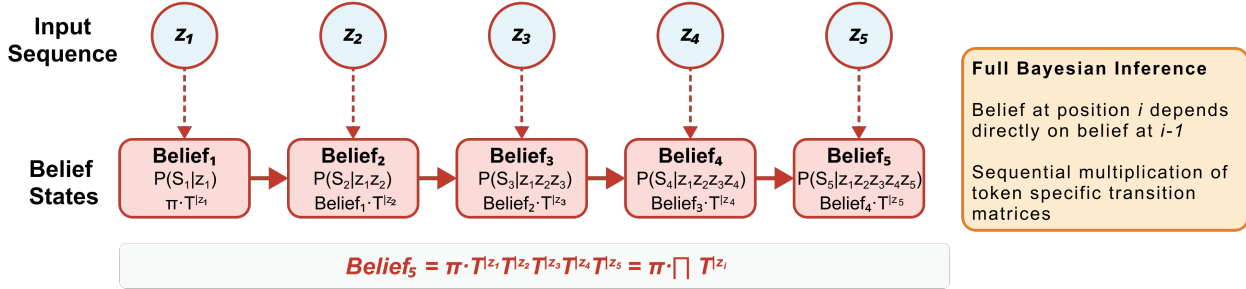 Input
Sequence
z₁
z₂
z₃
z₄
z₅
Belief
States
Belief₁
P(S₁|z₁)
π·T|ᶻ¹
Belief₂
P(S₂|z₁z₂)
Belief₁·T|ᶻ²
Belief₃
P(S₃|z₁z₂z₃)
Belief₂·T|ᶻ³
Belief₄
P(S₄|z₁z₂z₃z₄)
Belief₃·T|ᶻ⁴
Belief₅
P(S₅|z₁z₂z₃z₄z₅)
Belief₄·T|ᶻ⁵
Belief₅ = π·T|ᶻ¹T|ᶻ²T|ᶻ³T|ᶻ⁴T|ᶻ⁵ = π·∏ T|ᶻⁱ
Full Bayesian Inference
Belief at position i depends
directly on belief at i-1
Sequential multiplication of
token specific transition
matrices